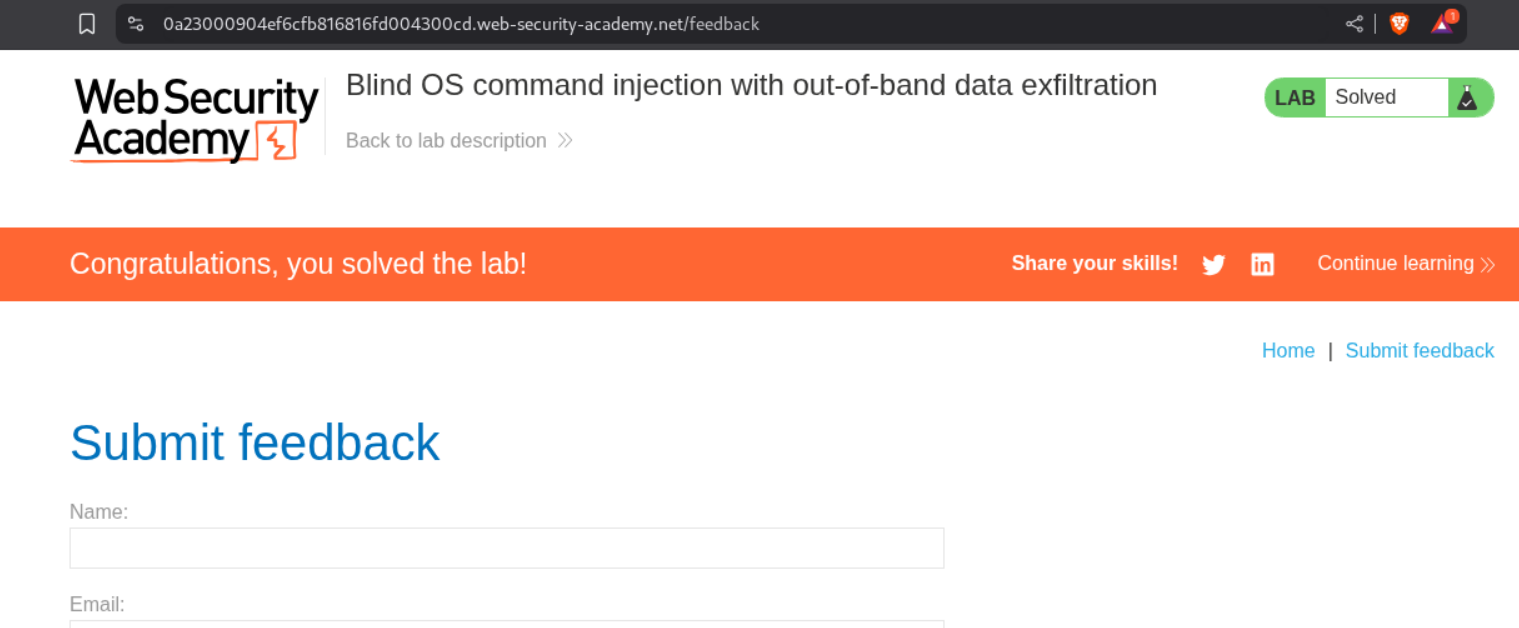 0a23000904ef6cfb816816fd004300cd.web-security-academy.net/feedback
1
Web Security
Academy
Blind OS command injection with out-of-band data exfiltration
Back to lab description
LAB Solved
Congratulations, you solved the lab!
Share your skills!
in
Continue learning
Home | Submit feedback
Submit feedback
Name:
Email: